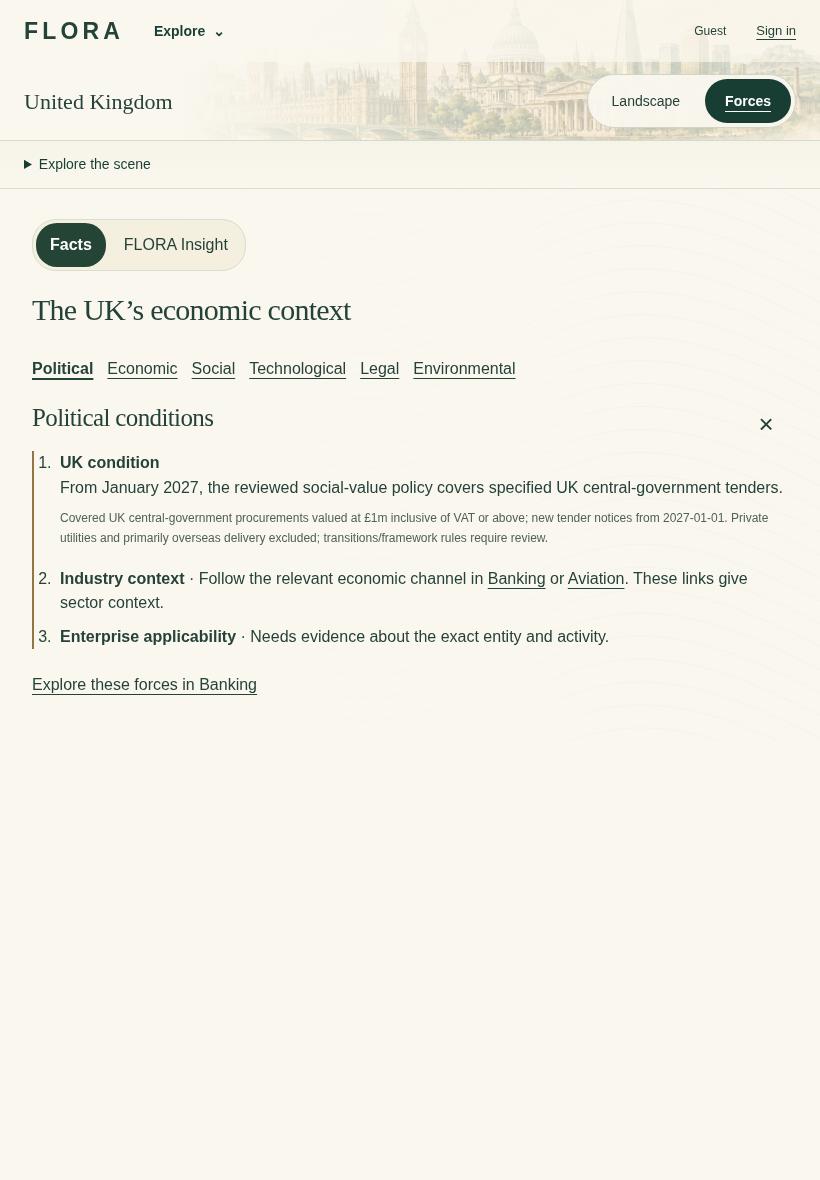 FLORA
Explore
Guest
Sign in
United Kingdom
Landscape
Forces
Explore the scene
Facts
FLORA Insight
The UK’s economic context
Political Economic Social Technological Legal Environmental
Political conditions
1. UK condition
From January 2027, the reviewed social-value policy covers specified UK central-government tenders.
Covered UK central-government procurements valued at £1m inclusive of VAT or above; new tender notices from 2027-01-01. Private
utilities and primarily overseas delivery excluded; transitions/framework rules require review.
2. Industry context · Follow the relevant economic channel in Banking or Aviation. These links give
sector context.
3. Enterprise applicability · Needs evidence about the exact entity and activity.
Explore these forces in Banking